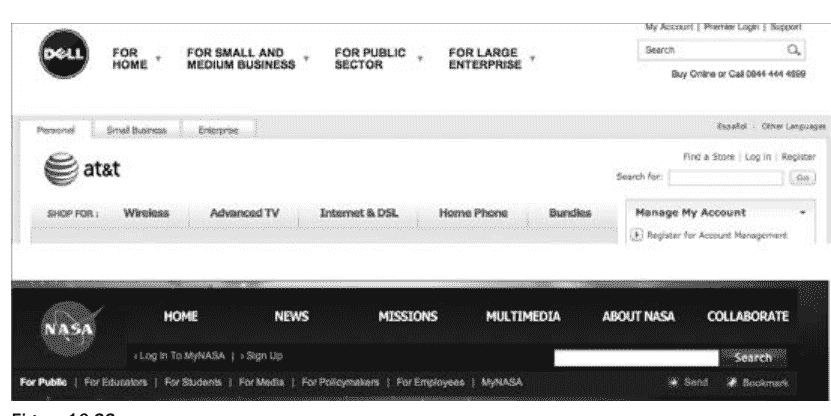 My Account | Premier Login | Support
DELL
FOR HOME
FOR SMALL AND MEDIUM BUSINESS
FOR PUBLIC SECTOR
FOR LARGE ENTERPRISE
Search
Buy Online or Call 0844 444 4699
Personal
Small Business
Enterprise
Español
Other Languages
at&t
Find a Store | Log in | Register
Search for:
Go
SHOP FOR :
Wireless
Advanced TV
Internet & DSL
Home Phone
Bundles
Manage My Account
Register for Account Management
NASA
HOME
NEWS
MISSIONS
MULTIMEDIA
ABOUT NASA
COLLABORATE
› Log In To MyNASA | › Sign Up
Search
For Public | For Educators | For Students | For Media | For Policymakers | For Employees | MyNASA
Send
Bookmark